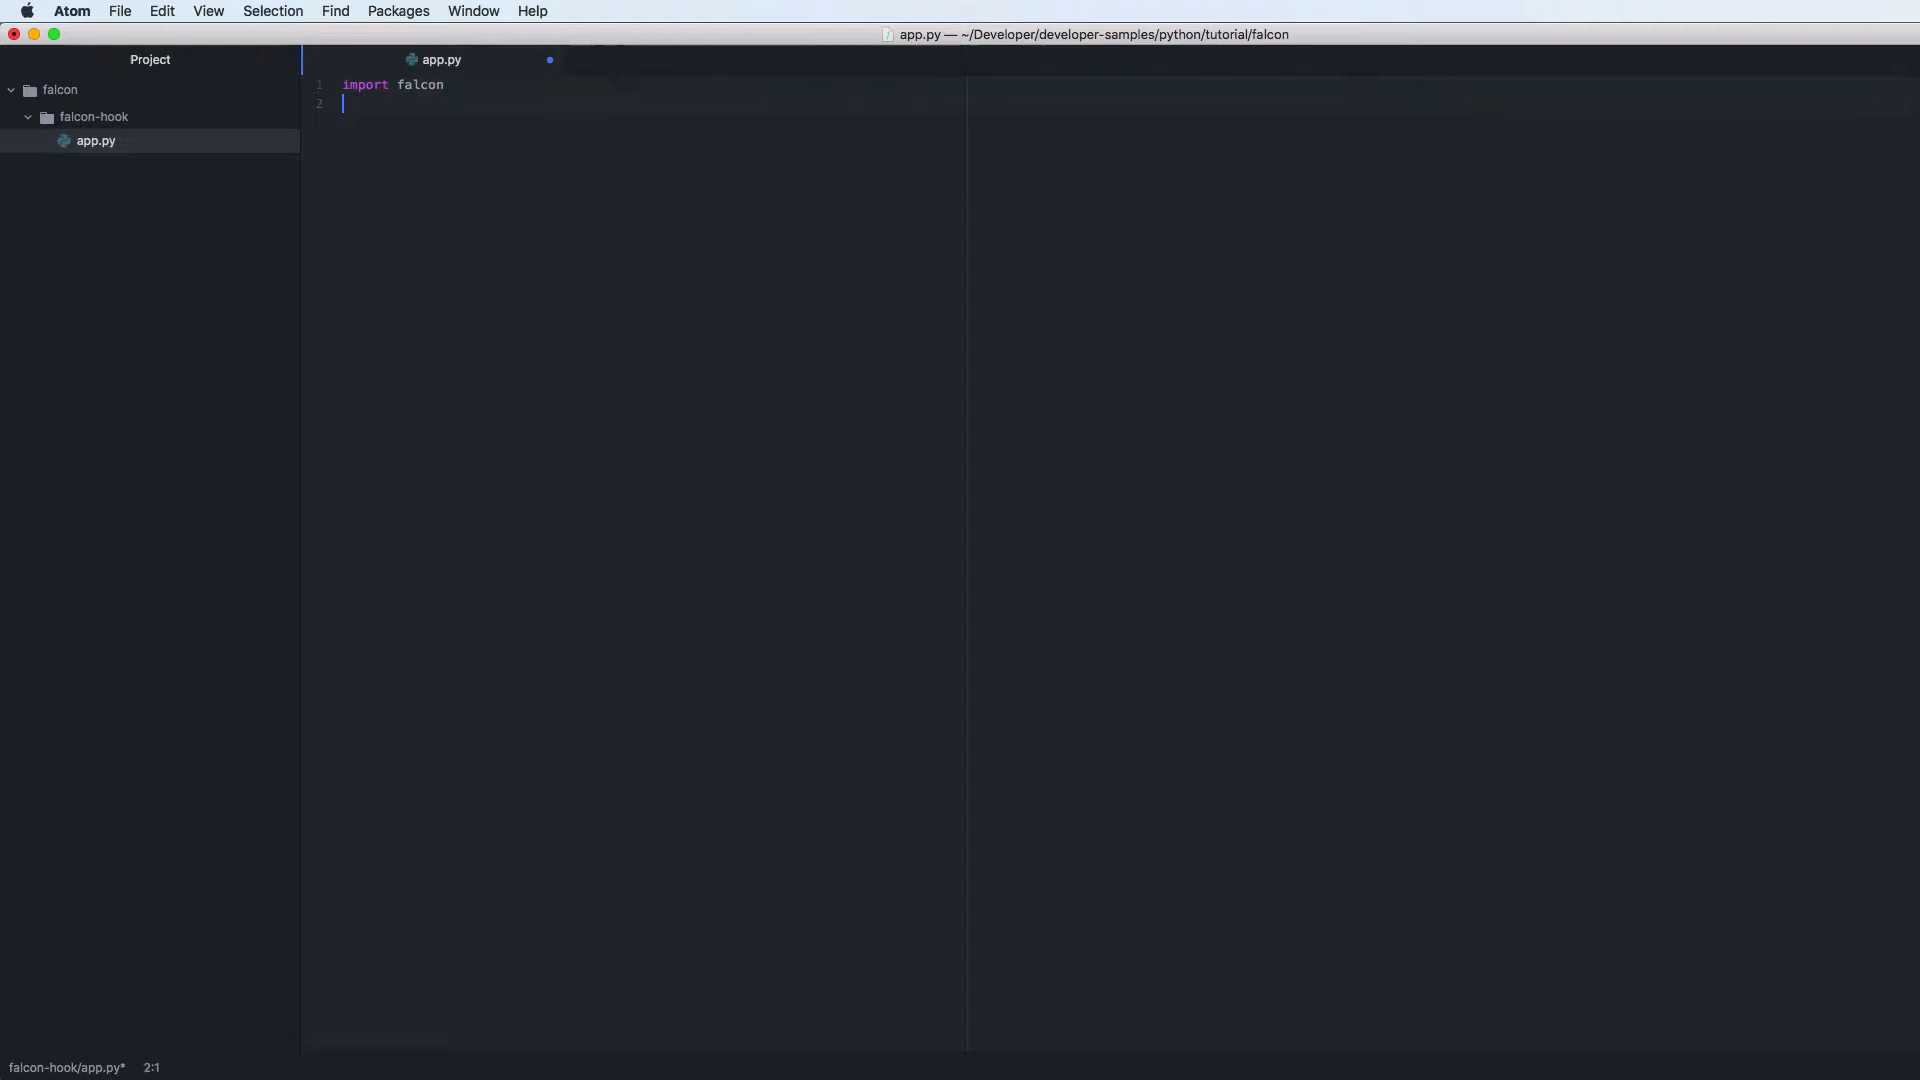 Atom File Edit View Selection Find Packages Window Help
app.py — ~/Developer/developer-samples/python/tutorial/falcon
Project
app.py
falcon
falcon-hook
app.py
1 import falcon
2
falcon-hook/app.py* 2:1